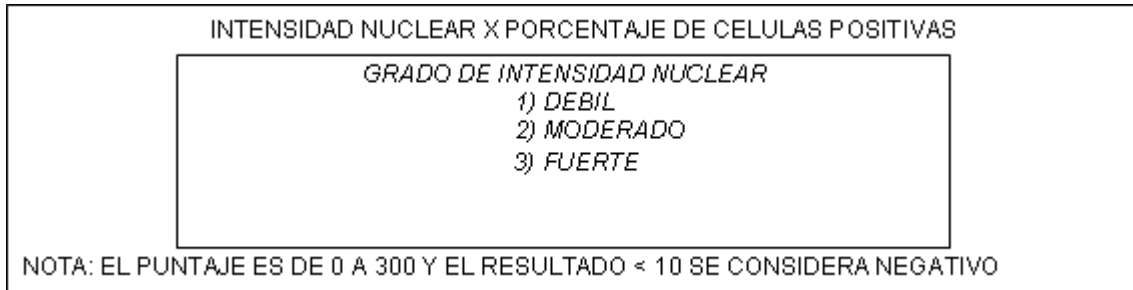 INTENSIDAD NUCLEAR X PORCENTAJE DE CELULAS POSITIVAS
GRADO DE INTENSIDAD NUCLEAR
1) DEBIL
2) MODERADO
3) FUERTE
NOTA: EL PUNTAJE ES DE 0 A 300 Y EL RESULTADO < 10 SE CONSIDERA NEGATIVO